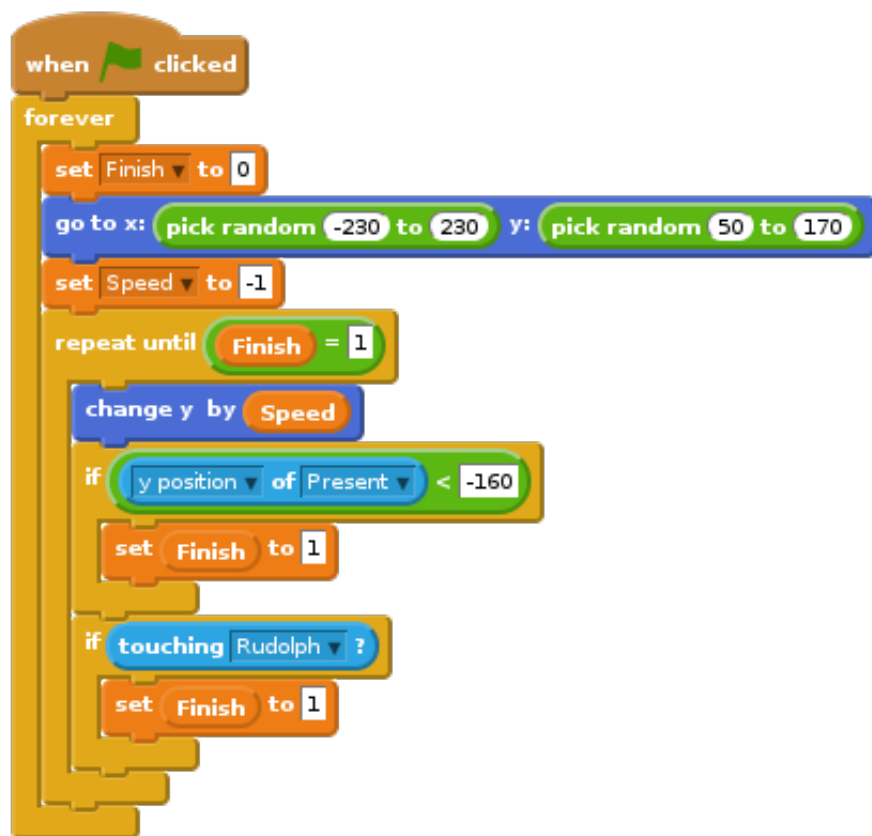 when clicked
forever
set Finish to 0
go to x: pick random -230 to 230 y: pick random 50 to 170
set Speed to -1
repeat until Finish = 1
change y by Speed
if y position of Present < -160
set Finish to 1
if touching Rudolph ?
set Finish to 1